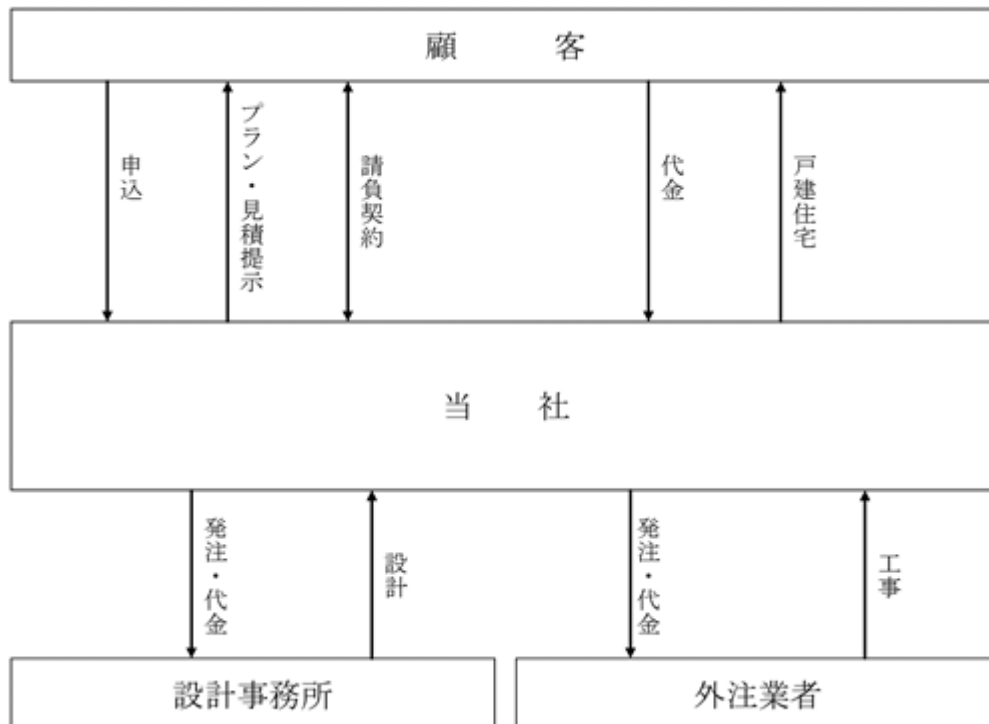 顧客
申込
プラン・見積提示
請負契約
代金
戸建住宅
当社
発注・代金
設計
発注・代金
工事
設計事務所
外注業者